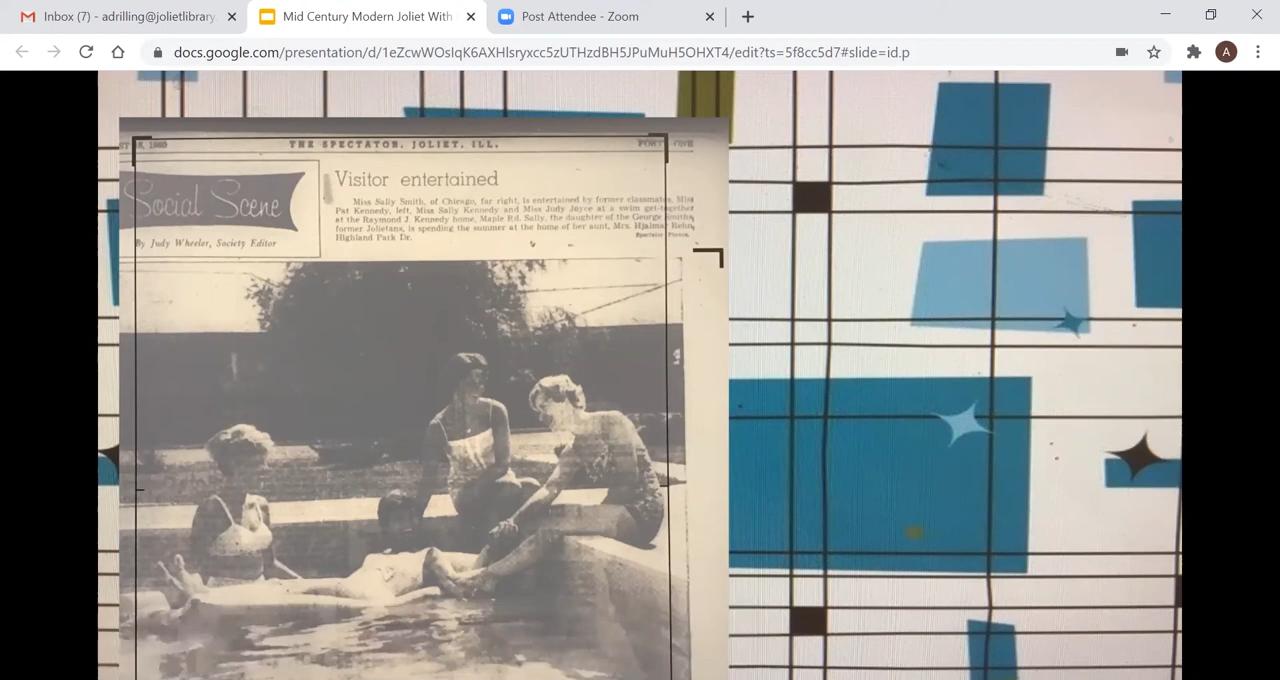 Inbox (7) - adrilling@jolietlibrary
Mid Century Modern Joliet With
Post Attendee - Zoom
docs.google.com/presentation/d/1eZcwWOsIqK6AXHIsryxcc5zUTHzdBH5JPuMuH5OHXT4/edit?ts=5f8cc5d7#slide=id.p
A
THE SPECTATOR, JOLIET, ILL.
Social Scene
By Judy Wheeler, Society Editor
Visitor entertained
Miss Sally Smith, of Chicago, far right, is entertained by former classmates, Miss
Pat Kennedy, left, Miss Sally Kennedy and Miss Judy Joyce at a swim get-together
at the Raymond J. Kennedy home, Maple Rd. Sally, the daughter of the George Smiths,
former Jolietans, is spending the summer at the home of her aunt, Mrs. Hjalmar Rehn,
Highland Park Dr.
Spectator Photos.